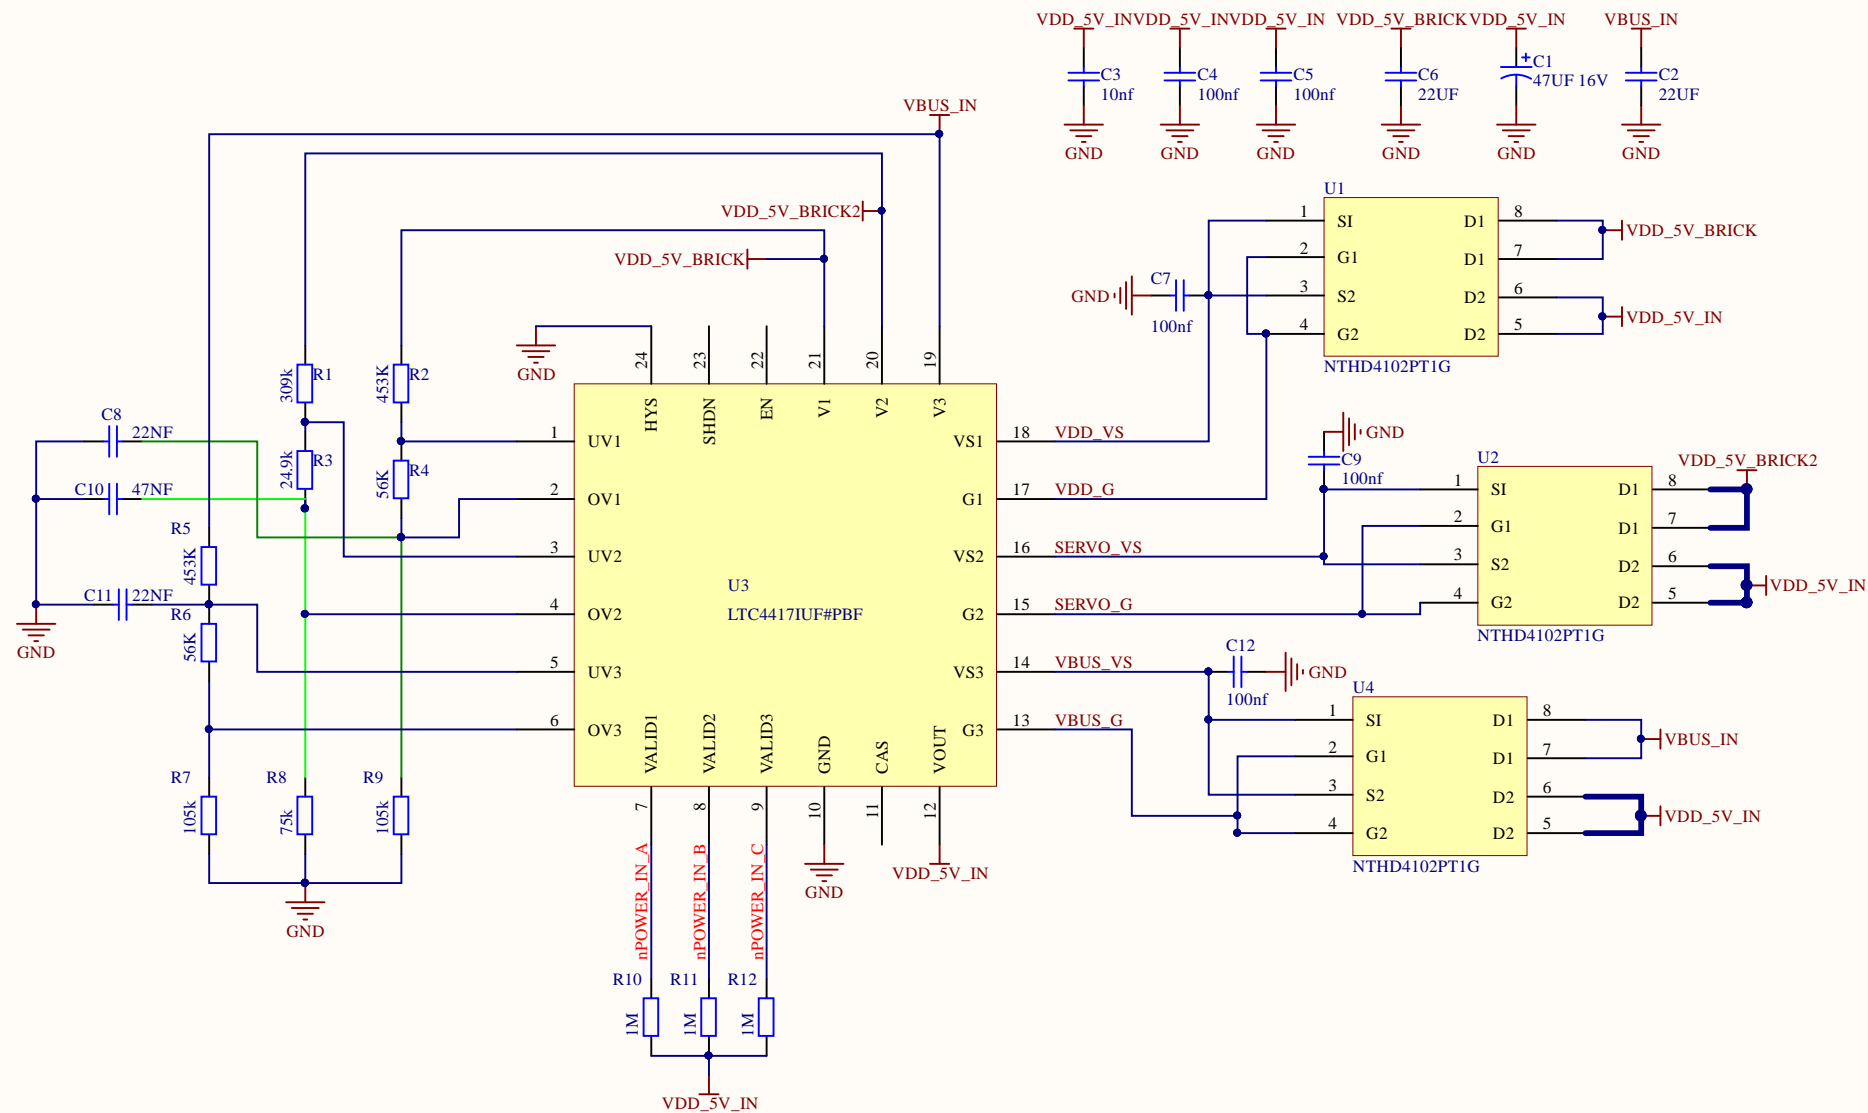 VDD_5V_IN VDD_5V_IN VDD_5V_IN VDD_5V_BRICK VDD_5V_IN VBUS_IN
C3 C4 C5 C6 + C1 C2
10nf 100nf 100nf 22UF 47UF 16V 22UF
GND GND GND GND GND GND
VBUS_IN
VDD_5V_BRICK2
VDD_5V_BRICK
GND
24 23 22 21 20 19
HYS SHDN EN V1 V2 V3
R1 309k
R2 453K
R3 24.9k
R4 56K
C8 22NF
C10 47NF
R5 453K
C11 22NF
R6 56K
GND
R7 R8 R9
105k 75k 105k
GND
1 UV1
2 OV1
3 UV2
4 OV2
5 UV3
6 OV3
U3
LTC4417IUF#PBF
VS1 18 VDD_VS
G1 17 VDD_G
VS2 16 SERVO_VS
G2 15 SERVO_G
VS3 14 VBUS_VS
G3 13 VBUS_G
VALID1 VALID2 VALID3 GND CAS VOUT
7 8 9 10 11 12
nPOWER_IN_A nPOWER_IN_B nPOWER_IN_C
GND
VDD_5V_IN
R10 R11 R12
1M 1M 1M
VDD_5V_IN
U1
1 SI D1 8
2 G1 D1 7
3 S2 D2 6
4 G2 D2 5
NTHD4102PT1G
VDD_5V_BRICK
VDD_5V_IN
GND C7
100nf
GND
C9
100nf
U2
1 SI D1 8
2 G1 D1 7
3 S2 D2 6
4 G2 D2 5
NTHD4102PT1G
VDD_5V_BRICK2
VDD_5V_IN
C12
GND
100nf
U4
1 SI D1 8
2 G1 D1 7
3 S2 D2 6
4 G2 D2 5
NTHD4102PT1G
VBUS_IN
VDD_5V_IN